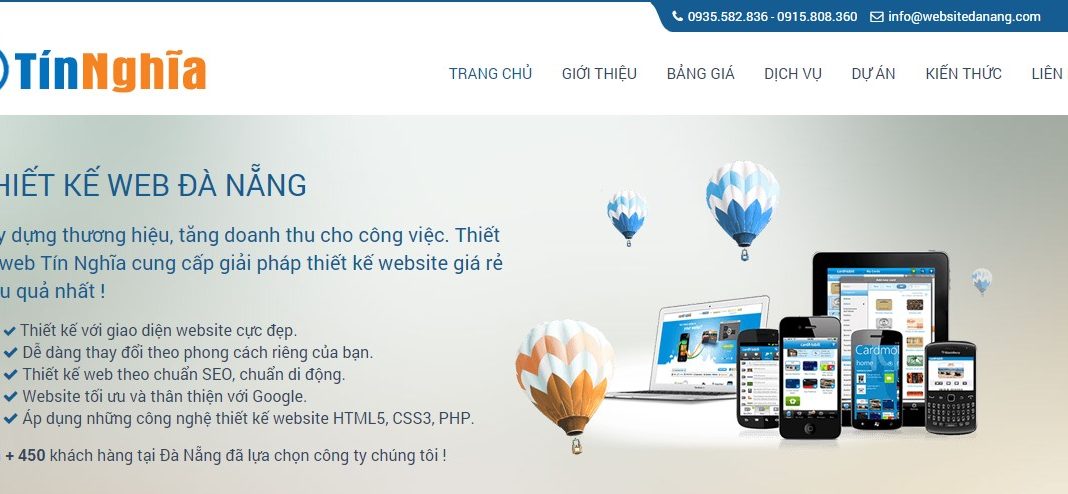 0935.582.836 - 0915.808.360 info@websitedanang.com
TínNghĩa
TRANG CHỦ GIỚI THIỆU BẢNG GIÁ DỊCH VỤ DỰ ÁN KIẾN THỨC LIÊN
HIẾT KẾ WEB ĐÀ NẴNG
dựng thương hiệu, tăng doanh thu cho công việc. Thiết
web Tín Nghĩa cung cấp giải pháp thiết kế website giá rẻ
quả nhất !
Thiết kế với giao diện website cực đẹp.
Dễ dàng thay đổi theo phong cách riêng của bạn.
Thiết kế web theo chuẩn SEO, chuẩn di động.
Website tối ưu và thân thiện với Google.
Áp dụng những công nghệ thiết kế website HTML5, CSS3, PHP.
+ 450 khách hàng tại Đà Nẵng đã lựa chọn công ty chúng tôi !
Cardmob
home